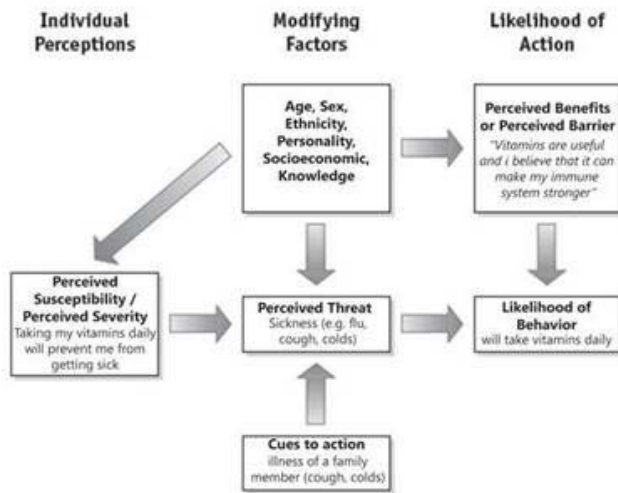 Individual
Perceptions
Modifying
Factors
Likelihood of
Action
Age, Sex,
Ethnicity,
Personality,
Socioeconomic,
Knowledge
Perceived Benefits
or Perceived Barrier
"Vitamins are useful
and i believe that it can
make my immune
system stronger"
Perceived
Susceptibility /
Perceived Severity
Taking my vitamins daily
will prevent me from
getting sick
Perceived Threat
Sickness (e.g. flu,
cough, colds)
Likelihood of
Behavior
will take vitamins daily
Cues to action
illness of a family
member (cough, colds)